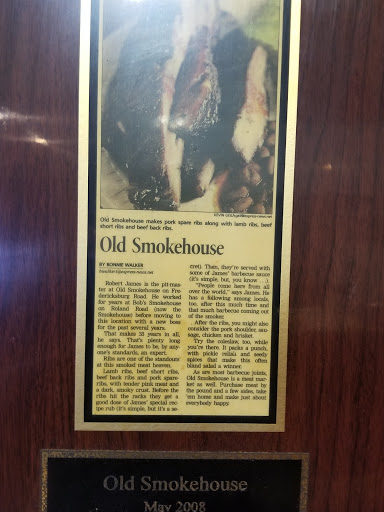 Old Smokehouse makes pork spare ribs along with lamb ribs, beef
short ribs and beef back ribs.
Old Smokehouse
BY BONNIE WALKER
Robert James is the pit-mas-
ter at Old Smokehouse on Fre-
dericksburg Road. He worked
for years at Bob's Smokehouse
on Roland Road (now the
Smokehouse) before moving to
this location with a new boss
for the past several years.
That makes 31 years in all,
he says. That's plenty long
enough for James to be, by any-
one's standards, an expert.
Ribs are one of the standouts
at this smoked meat heaven.
Lamb ribs, beef short ribs,
beef back ribs and pork spare
ribs, with tender pink meat and
a dark, smoky crust. Before the
ribs hit the racks they get a
good dose of James' special rec-
ipe rub (it's simple, but it's a se-
cret). Then, they're served with
some of James' barbecue sauce
(it's simple, but, you know . . .).
"People come here from all
over the world," says James. He
has a following among locals,
too, after this much time and
that much barbecue coming out
of the smoker.
After the ribs, you might also
consider the pork shoulder, sau-
sage, chicken and brisket.
Try the coleslaw, too, while
you're there. It packs a punch,
with pickle relish and seedy
spices that make this often
bland salad a winner.
As are most barbecue joints,
Old Smokehouse is a meat mar-
ket as well. Purchase meat by
the pound and a few sides, take
'em home and make just about
everybody happy.
Old Smokehouse
May 2008